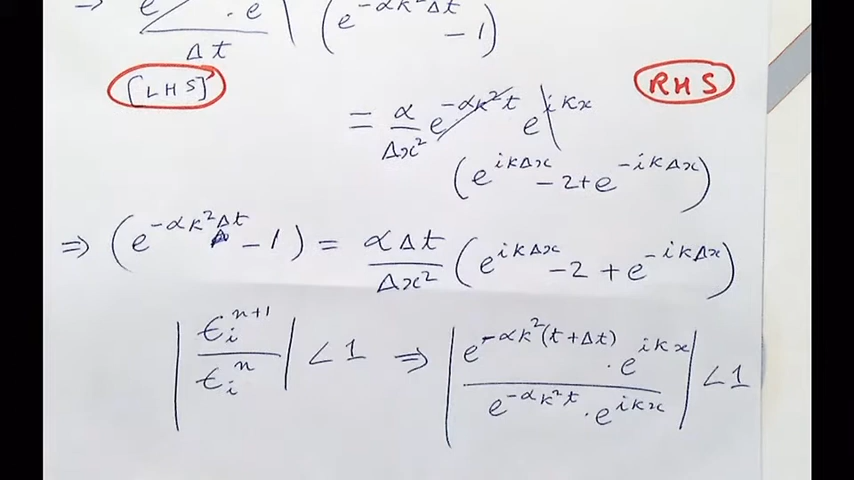 ⇒ e · e / Δt (e^{-αk²Δt} - 1)
[LHS] RHS
= α/Δx² e^{-αk²t} e^{ikx}
(e^{ikΔx} - 2 + e^{-ikΔx})
⇒ (e^{-αk²Δt} - 1) = αΔt/Δx² (e^{ikΔx} - 2 + e^{-ikΔx})
|ϵ_i^{n+1} / ϵ_i^n| < 1 ⇒ |e^{-αk²(t+Δt)} · e^{ikx} / e^{-αk²t} · e^{ikx}| < 1